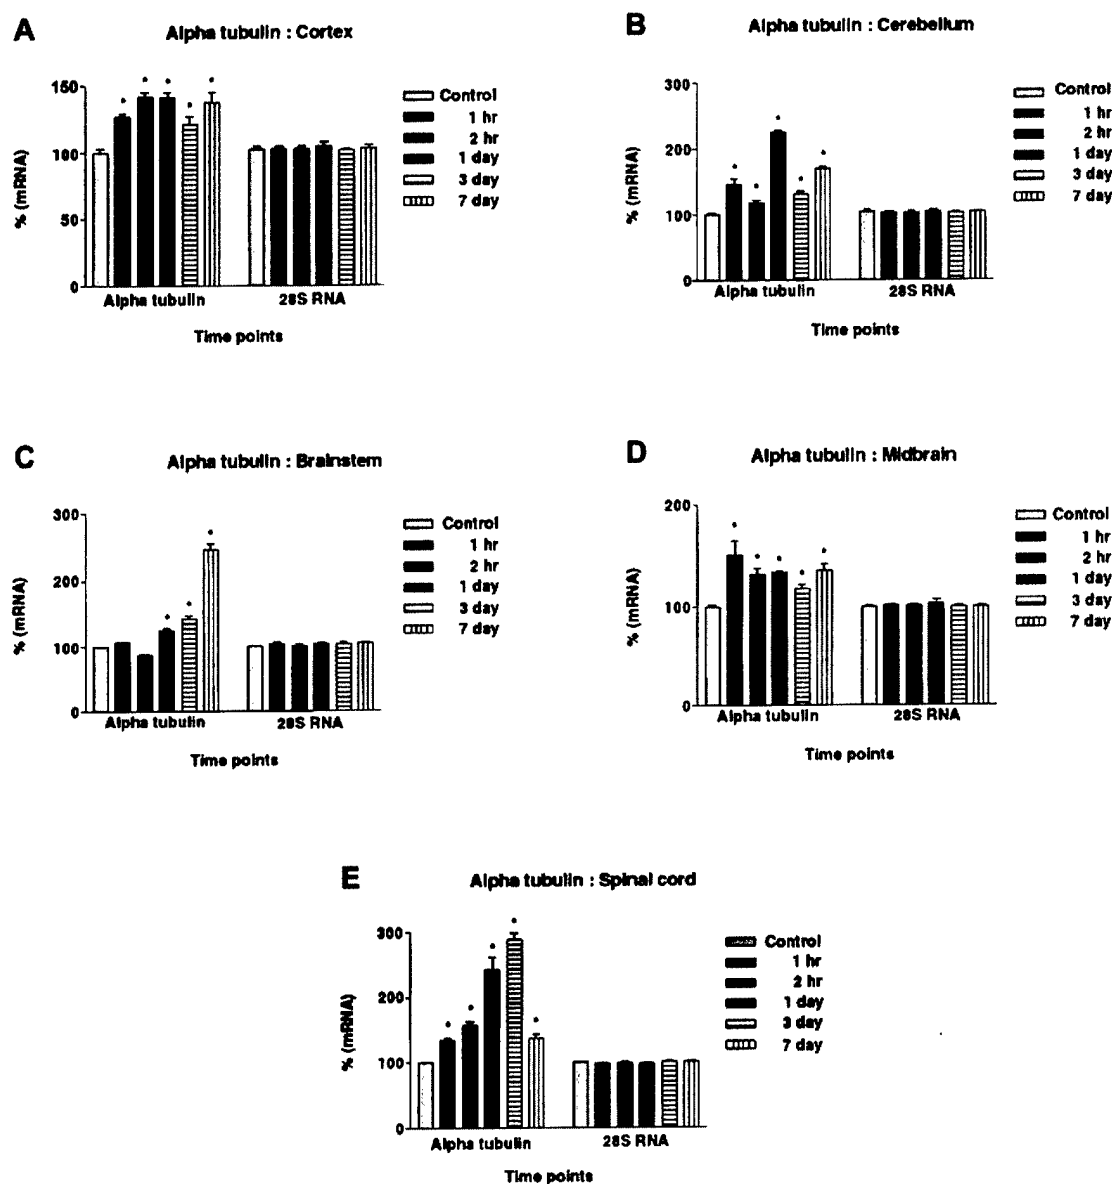 A
Alpha tubulin : Cortex
% (mRNA)
150
100
50
0
Alpha tubulin
28S RNA
Time points
Control
1 hr
2 hr
1 day
3 day
7 day
B
Alpha tubulin : Cerebellum
% (mRNA)
300
200
100
0
Alpha tubulin
28S RNA
Time points
Control
1 hr
2 hr
1 day
3 day
7 day
C
Alpha tubulin : Brainstem
% (mRNA)
300
200
100
0
Alpha tubulin
28S RNA
Time points
Control
1 hr
2 hr
1 day
3 day
7 day
D
Alpha tubulin : Midbrain
% (mRNA)
200
100
0
Alpha tubulin
28S RNA
Time points
Control
1 hr
2 hr
1 day
3 day
7 day
E
Alpha tubulin : Spinal cord
% (mRNA)
300
200
100
0
Alpha tubulin
28S RNA
Time points
Control
1 hr
2 hr
1 day
3 day
7 day